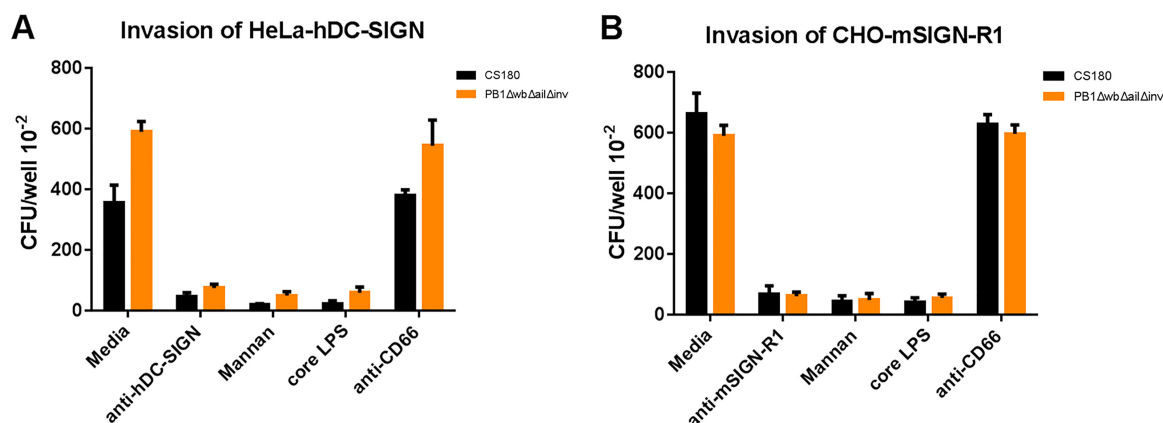 A
Invasion of HeLa-hDC-SIGN
CFU/well 10-2
800
600
400
200
0
CS180
PB1ΔwbΔailΔinv
Media
anti-hDC-SIGN
Mannan
core LPS
anti-CD66
B
Invasion of CHO-mSIGN-R1
CFU/well 10-2
800
600
400
200
0
CS180
PB1ΔwbΔailΔinv
Media
anti-mSIGN-R1
Mannan
core LPS
anti-CD66